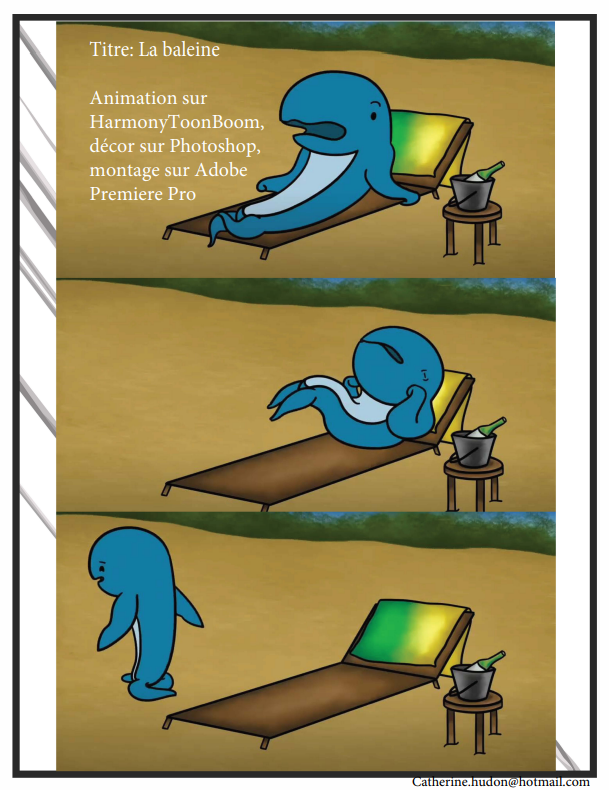 Titre: La baleine
Animation sur
HarmonyToonBoom,
décor sur Photoshop,
montage sur Adobe
Premiere Pro
Catherine.hudon@hotmail.com